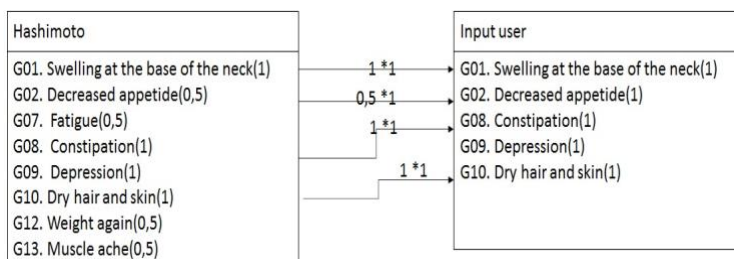 Hashimoto
G01. Swelling at the base of the neck(1)
G02. Decreased appetide(0,5)
G07. Fatigue(0,5)
G08. Constipation(1)
G09. Depression(1)
G10. Dry hair and skin(1)
G12. Weight again(0,5)
G13. Muscle ache(0,5)
1 *1
0,5 *1
1 *1
1 *1
Input user
G01. Swelling at the base of the neck(1)
G02. Decreased appetide(1)
G08. Constipation(1)
G09. Depression(1)
G10. Dry hair and skin(1)